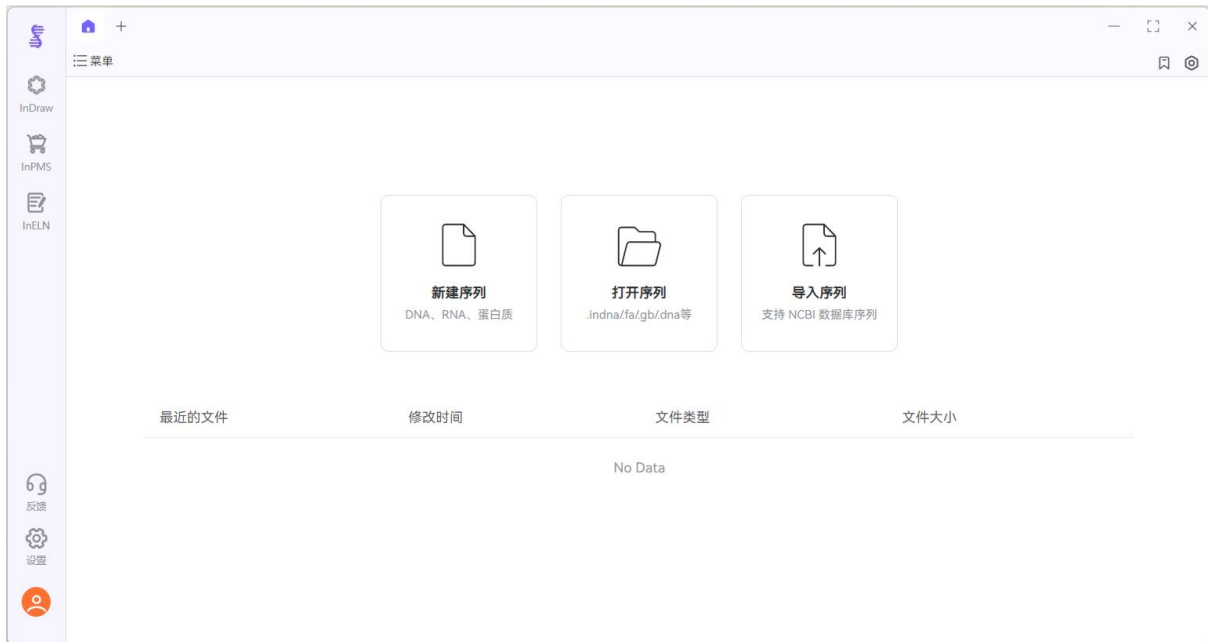 菜单
InDraw
InPMS
InELN
新建序列
DNA、RNA、蛋白质
打开序列
.indna/.fa/.gb/.dna等
导入序列
支持 NCBI 数据库序列
最近的文件 修改时间 文件类型 文件大小
No Data
反馈
设置